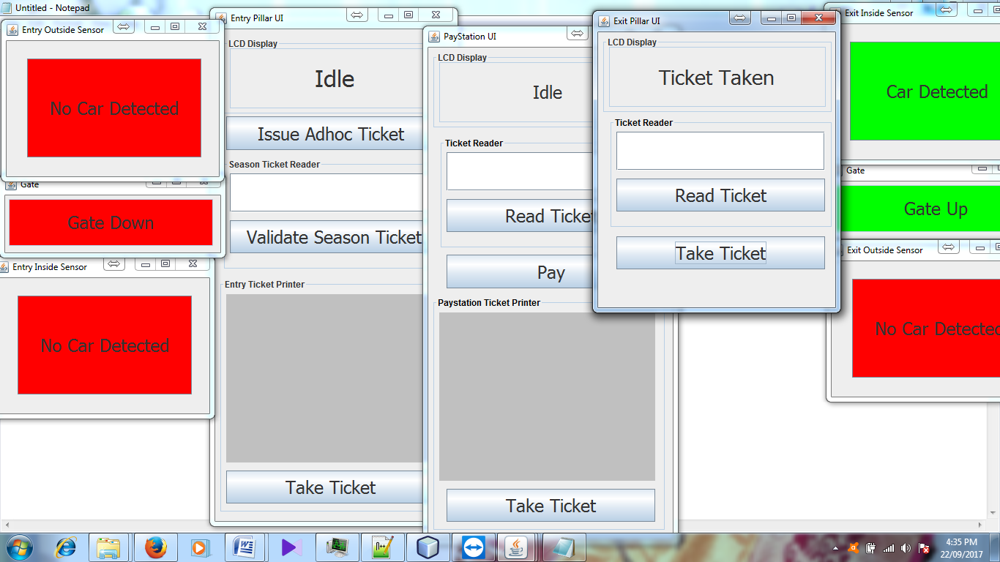 Untitled - Notepad
Entry Outside Sensor
No Car Detected
Gate
Gate Down
Entry Inside Sensor
No Car Detected
Entry Pillar UI
LCD Display
Idle
Issue Adhoc Ticket
Season Ticket Reader
Validate Season Ticket
Entry Ticket Printer
Take Ticket
PayStation UI
LCD Display
Idle
Ticket Reader
Read Ticket
Pay
Paystation Ticket Printer
Take Ticket
Exit Pillar UI
LCD Display
Ticket Taken
Ticket Reader
Read Ticket
Take Ticket
Exit Inside Sensor
Car Detected
Gate
Gate Up
Exit Outside Sensor
No Car Detected
4:35 PM
22/09/2017